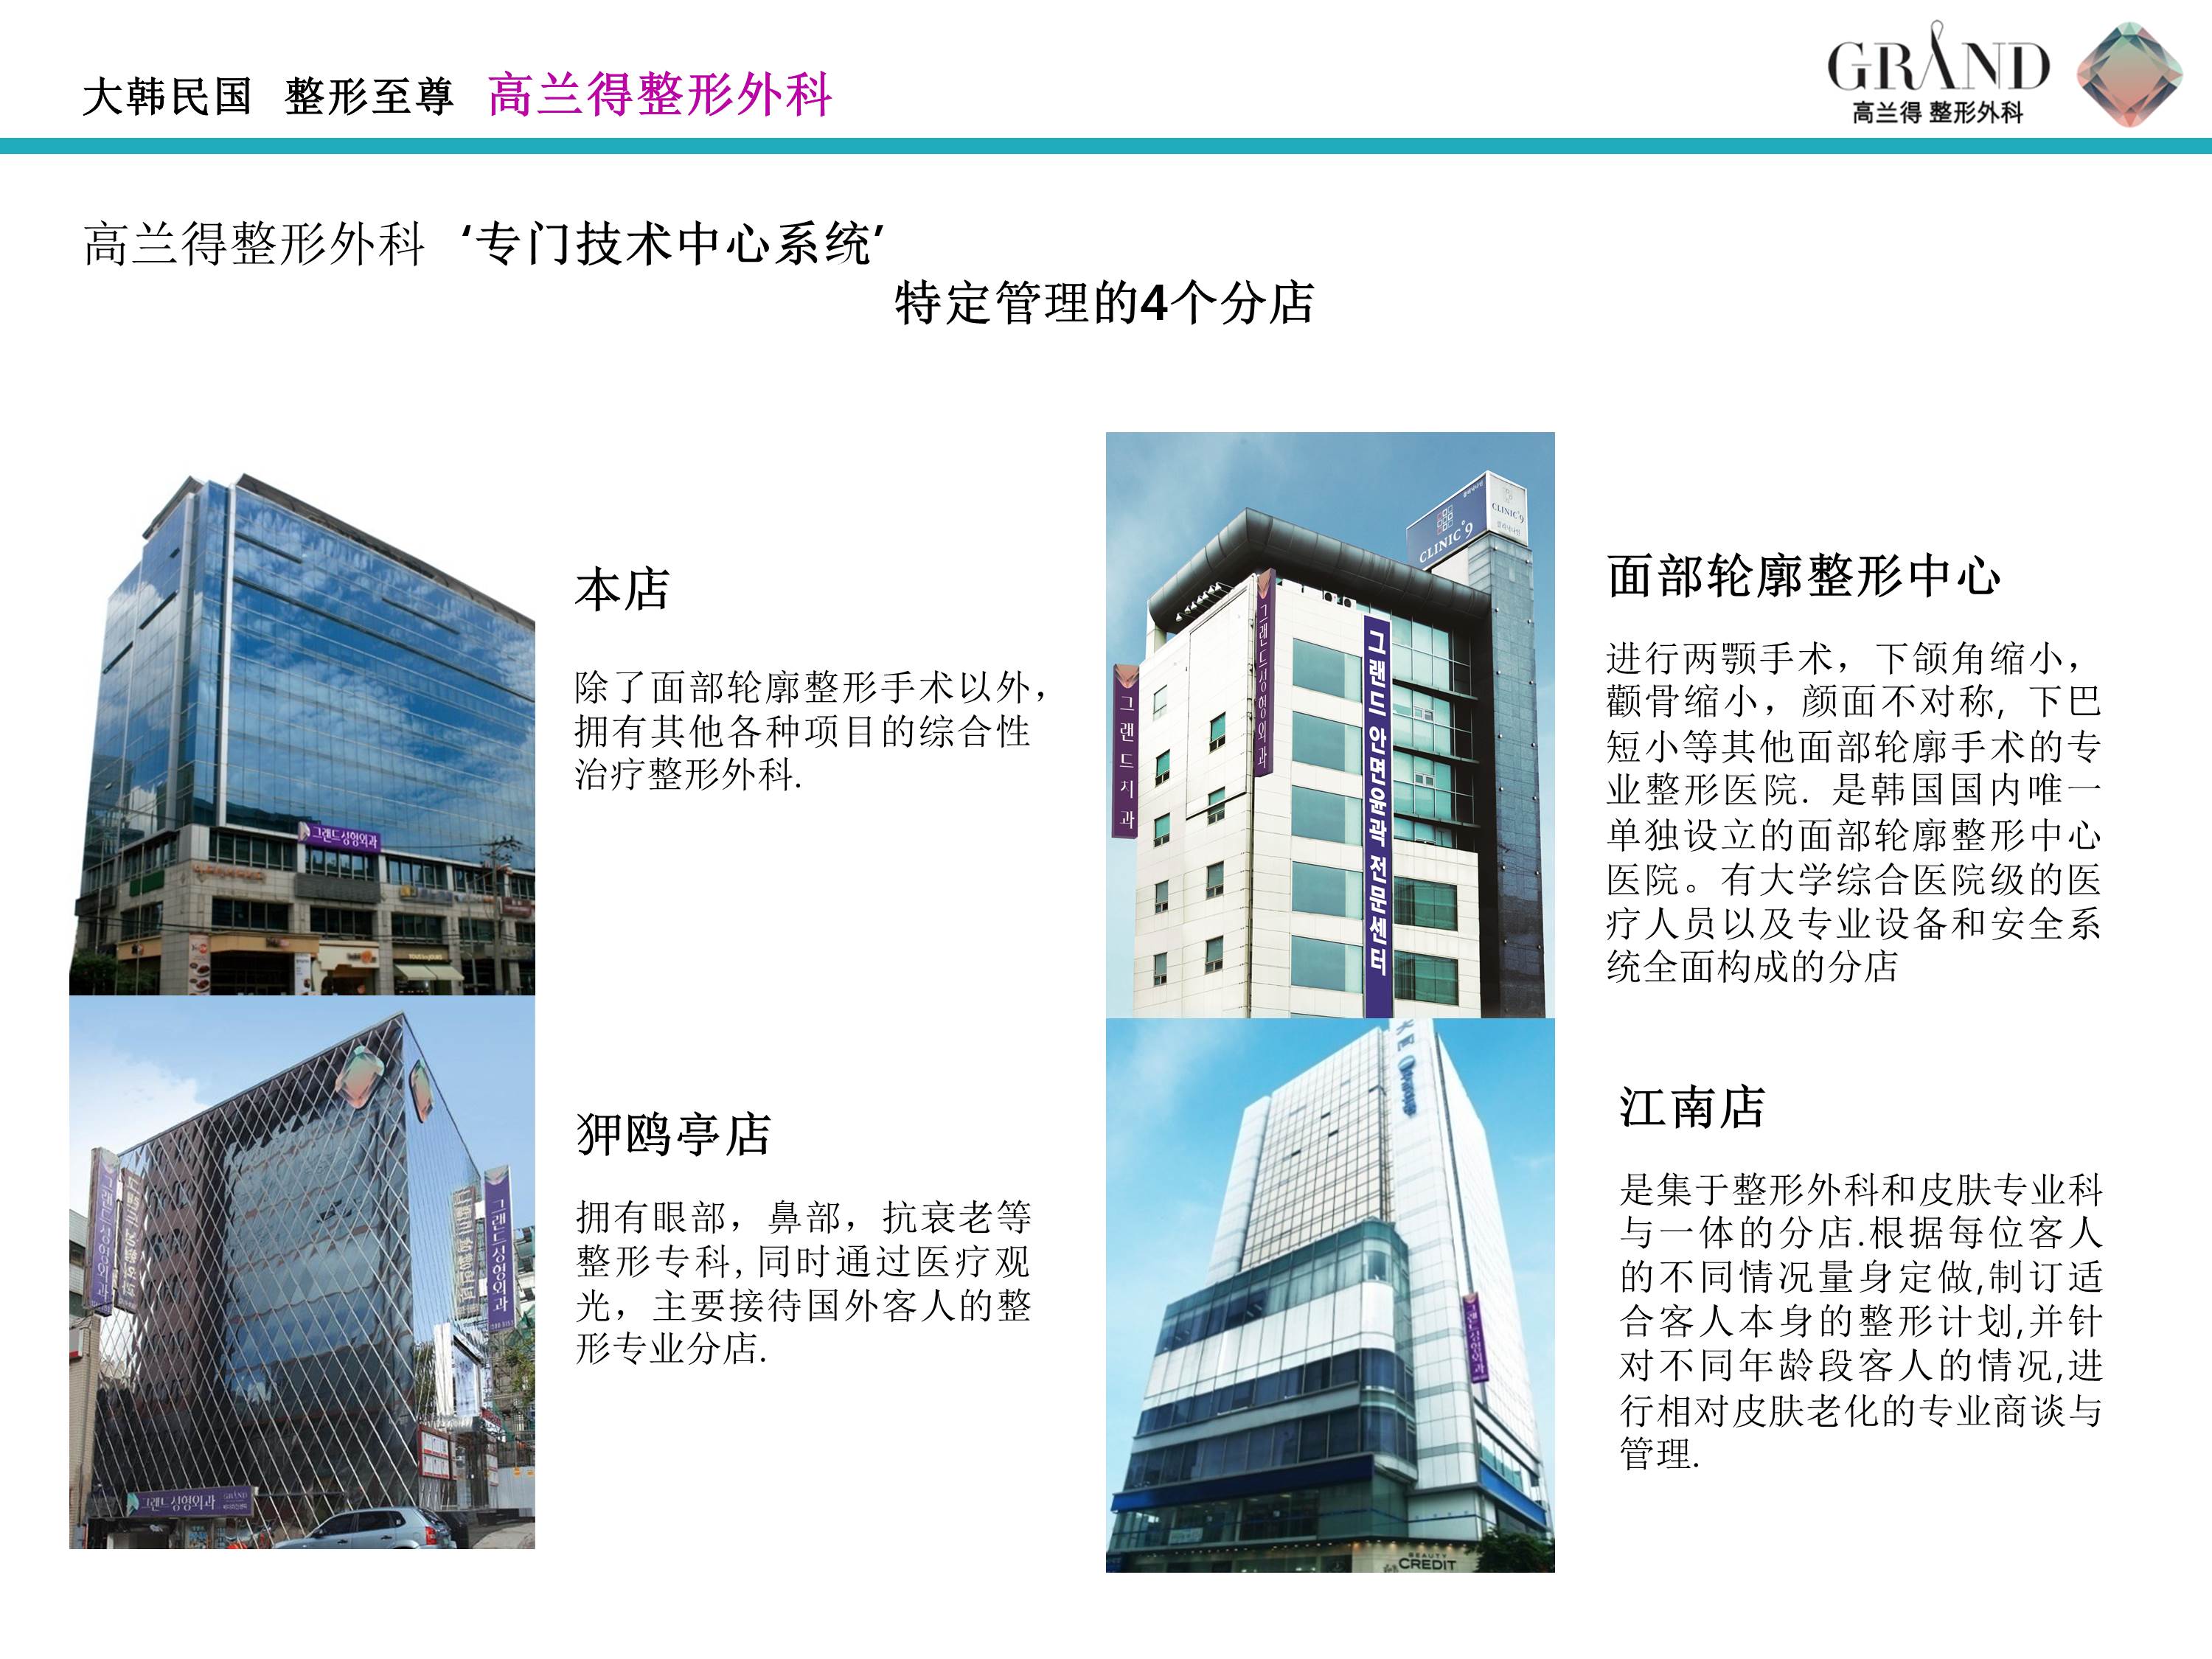 大韩民国 整形至尊 高兰得整形外科
GRAND
高兰得 整形外科
高兰得整形外科 ‘专门技术中心系统’
特定管理的4个分店
그랜드성형외과
本店
除了面部轮廓整形手术以外，
拥有其他各种项目的综合性
治疗整形外科.
CLINIC 9
CLINIC 9
그랜드성형외과
그랜드치과
그랜드 안면윤곽 전문센터
面部轮廓整形中心
进行两颚手术，下颌角缩小，
颧骨缩小，颜面不对称, 下巴
短小等其他面部轮廓手术的专
业整形医院. 是韩国国内唯一
单独设立的面部轮廓整形中心
医院。有大学综合医院级的医
疗人员以及专业设备和安全系
统全面构成的分店
그랜드성형외과
그랜드성형외과
그랜드성형외과
GRAND
狎鸥亭店
拥有眼部，鼻部，抗衰老等
整形专科, 同时通过医疗观
光，主要接待国外客人的整
形专业分店.
그랜드성형외과
BEAUTY
CREDIT
江南店
是集于整形外科和皮肤专业科
与一体的分店.根据每位客人
的不同情况量身定做,制订适
合客人本身的整形计划,并针
对不同年龄段客人的情况,进
行相对皮肤老化的专业商谈与
管理.